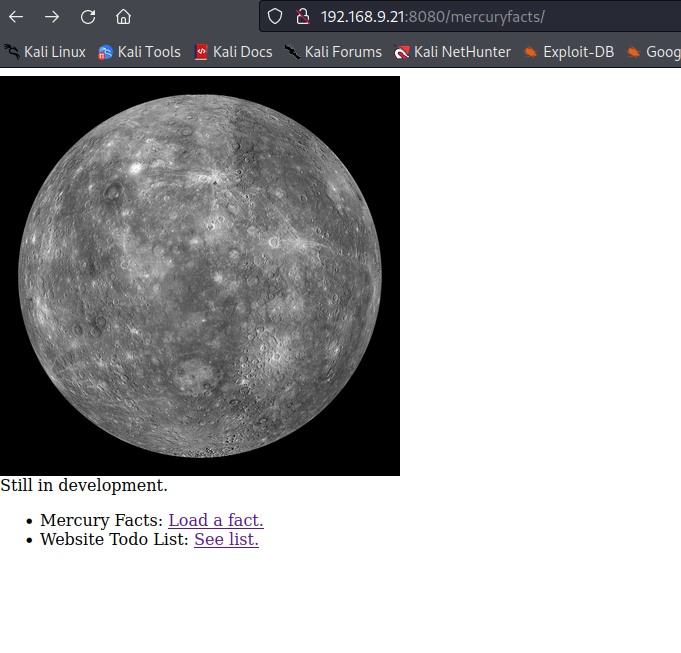 192.168.9.21:8080/mercuryfacts/
Kali Linux Kali Tools Kali Docs Kali Forums Kali NetHunter Exploit-DB Goog
Still in development.
• Mercury Facts: Load a fact.
• Website Todo List: See list.